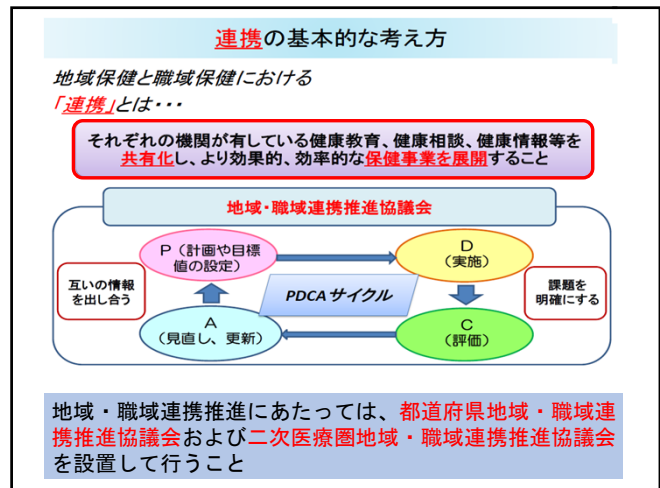 連携の基本的な考え方
地域保健と職域保健における
「連携」とは・・・
それぞれの機関が有している健康教育、健康相談、健康情報等を
共有化し、より効果的、効率的な保健事業を展開すること
地域・職域連携推進協議会
P（計画や目標
値の設定）
D
（実施）
互いの情報
を出し合う
PDCAサイクル
課題を
明確にする
A
（見直し、更新）
C
（評価）
地域・職域連携推進にあたっては、都道府県地域・職域連
携推進協議会および二次医療圏地域・職域連携推進協議会
を設置して行うこと